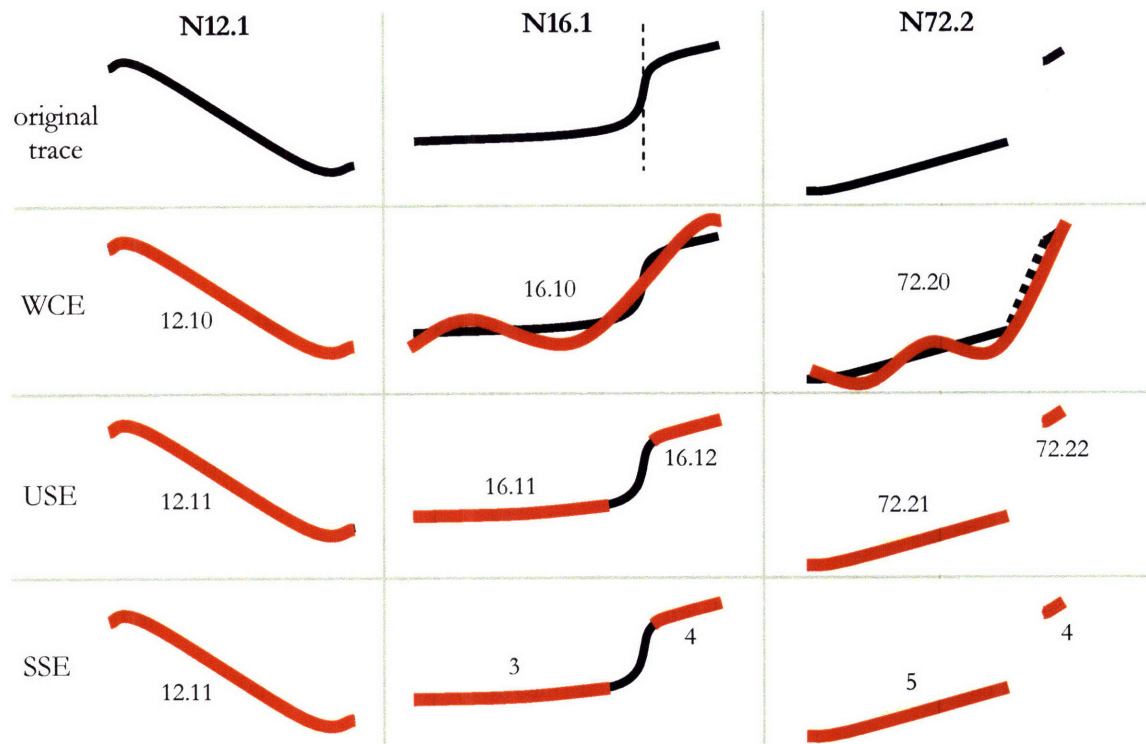 N12.1
N16.1
N72.2
original
trace
WCE
12.10
16.10
72.20
USE
12.11
16.11
16.12
72.21
72.22
SSE
12.11
3
4
5
4